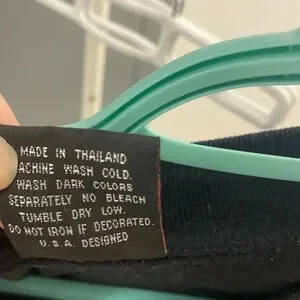 MADE IN THAILAND
ACHINE WASH COLD.
WASH DARK COLORS
SEPARATELY NO BLEACH
TUMBLE DRY LOW.
DO NOT IRON IF DECORATED.
U.S.A. DESIGNED